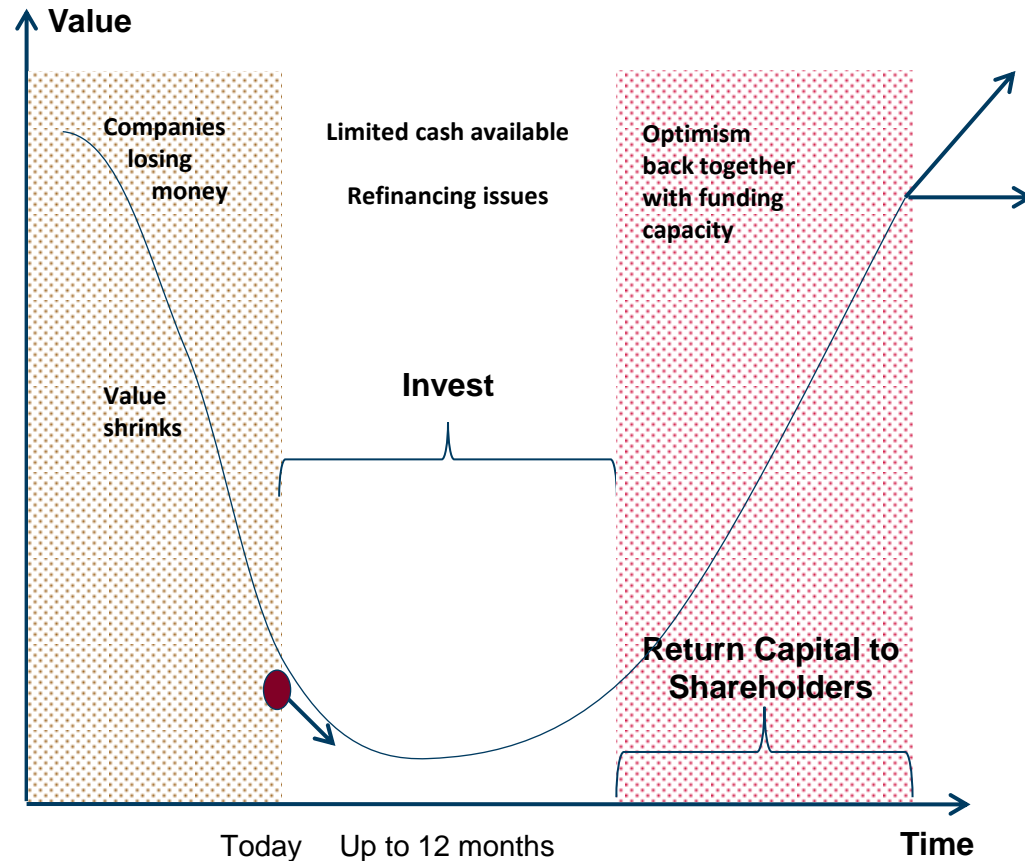 Value
Companies
losing
money
Limited cash available
Refinancing issues
Optimism
back together
with funding
capacity
Value
shrinks
Invest
Return Capital to
Shareholders
Today Up to 12 months
Time